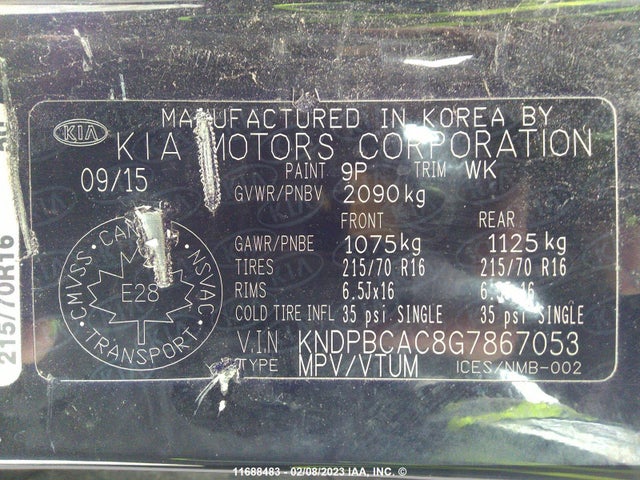 MANUFACTURED IN KOREA BY
KIA
KIA MOTORS CORPORATION
09/15
PAINT 9P TRIM WK
GVWR/PNBV 2090kg
FRONT REAR
GAWR/PNBE 1075kg 1125kg
TIRES 215/70 R16 215/70 R16
RIMS 6.5Jx16
COLD TIRE INFL 35 psi SINGLE 35 psi SINGLE
V.IN KNDPBCAC8G7867053
TYPE MPV/VTUM ICES/NMB-002
CMVSS NSVAC
E28
TRANSPORT
215/70R16
11688483 - 02/08/2023 IAA, INC. ©